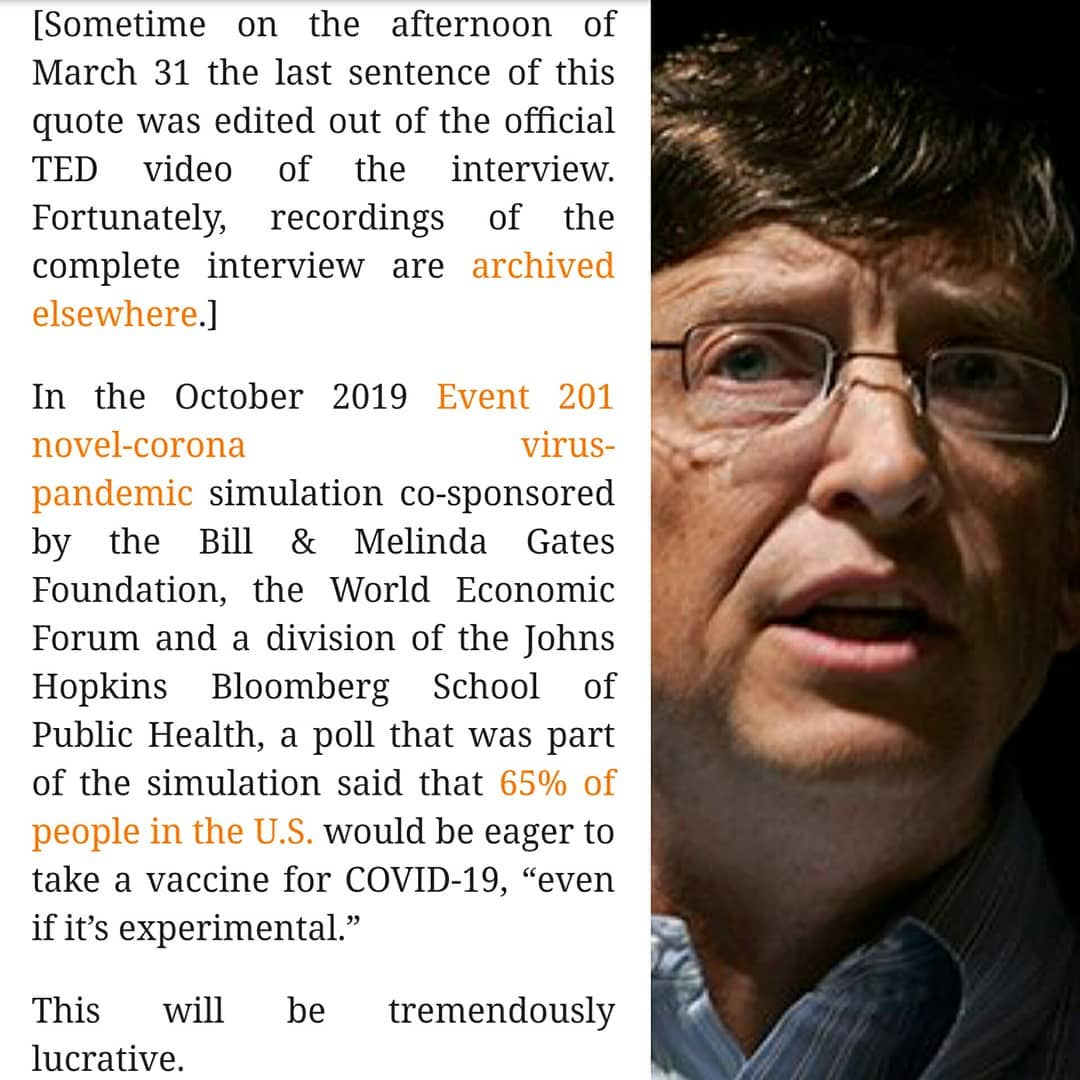 [Sometime on the afternoon of
March 31 the last sentence of this
quote was edited out of the official
TED video of the interview.
Fortunately, recordings of the
complete interview are archived
elsewhere.]
In the October 2019 Event 201
novel-corona virus-
pandemic simulation co-sponsored
by the Bill & Melinda Gates
Foundation, the World Economic
Forum and a division of the Johns
Hopkins Bloomberg School of
Public Health, a poll that was part
of the simulation said that 65% of
people in the U.S. would be eager to
take a vaccine for COVID-19, “even
if it’s experimental.”
This will be tremendously
lucrative.